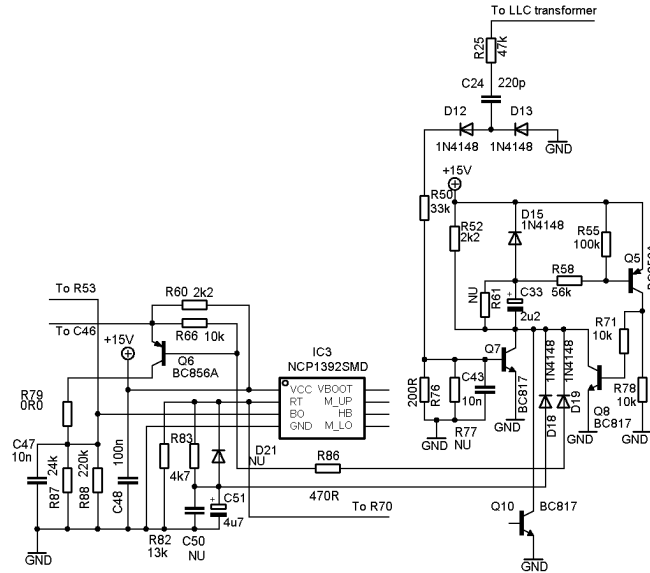 To LLC transformer
R25
47k
C24 220p
D12 D13
1N4148 1N4148
GND
+15V
R50
33k
R52
2k2
D15
1N4148
R55
100k
Q5
R58
56k
NU
R61
C33
2u2
R71
10k
To R53
R60 2k2
To C46
R66 10k
+15V
Q6
BC856A
IC3
NCP1392SMD
VCC VBOOT
RT M_UP
BO HB
GND M_LO
Q7
BC817
1N4148
1N4148
D18
D19
Q8
BC817
R78
10k
GND
200R
R76
C43
10n
R77
NU
GND
GND
GND
R79
0R0
C47
10n
24k
R87
220k
R88
100n
C48
R83
4k7
D21
NU
R86
470R
C51
4u7
To R70
R82
13k
C50
NU
GND
Q10 BC817
GND